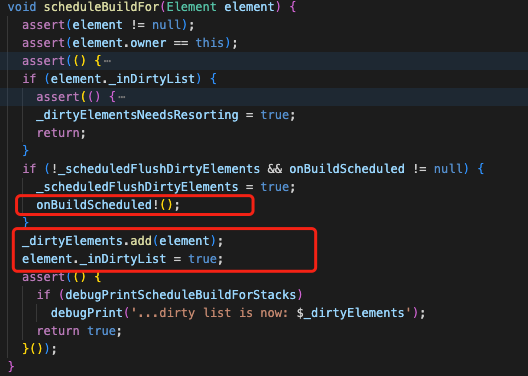 void scheduleBuildFor(Element element) {
assert(element != null);
assert(element.owner == this);
assert(() {⋯
if (element._inDirtyList) {
assert(() {⋯
_dirtyElementsNeedsResorting = true;
return;
}
if (!_scheduledFlushDirtyElements && onBuildScheduled != null) {
_scheduledFlushDirtyElements = true;
onBuildScheduled!();
}
_dirtyElements.add(element);
element._inDirtyList = true;
assert(() {
if (debugPrintScheduleBuildForStacks)
debugPrint('...dirty list is now: $_dirtyElements');
return true;
}());
}